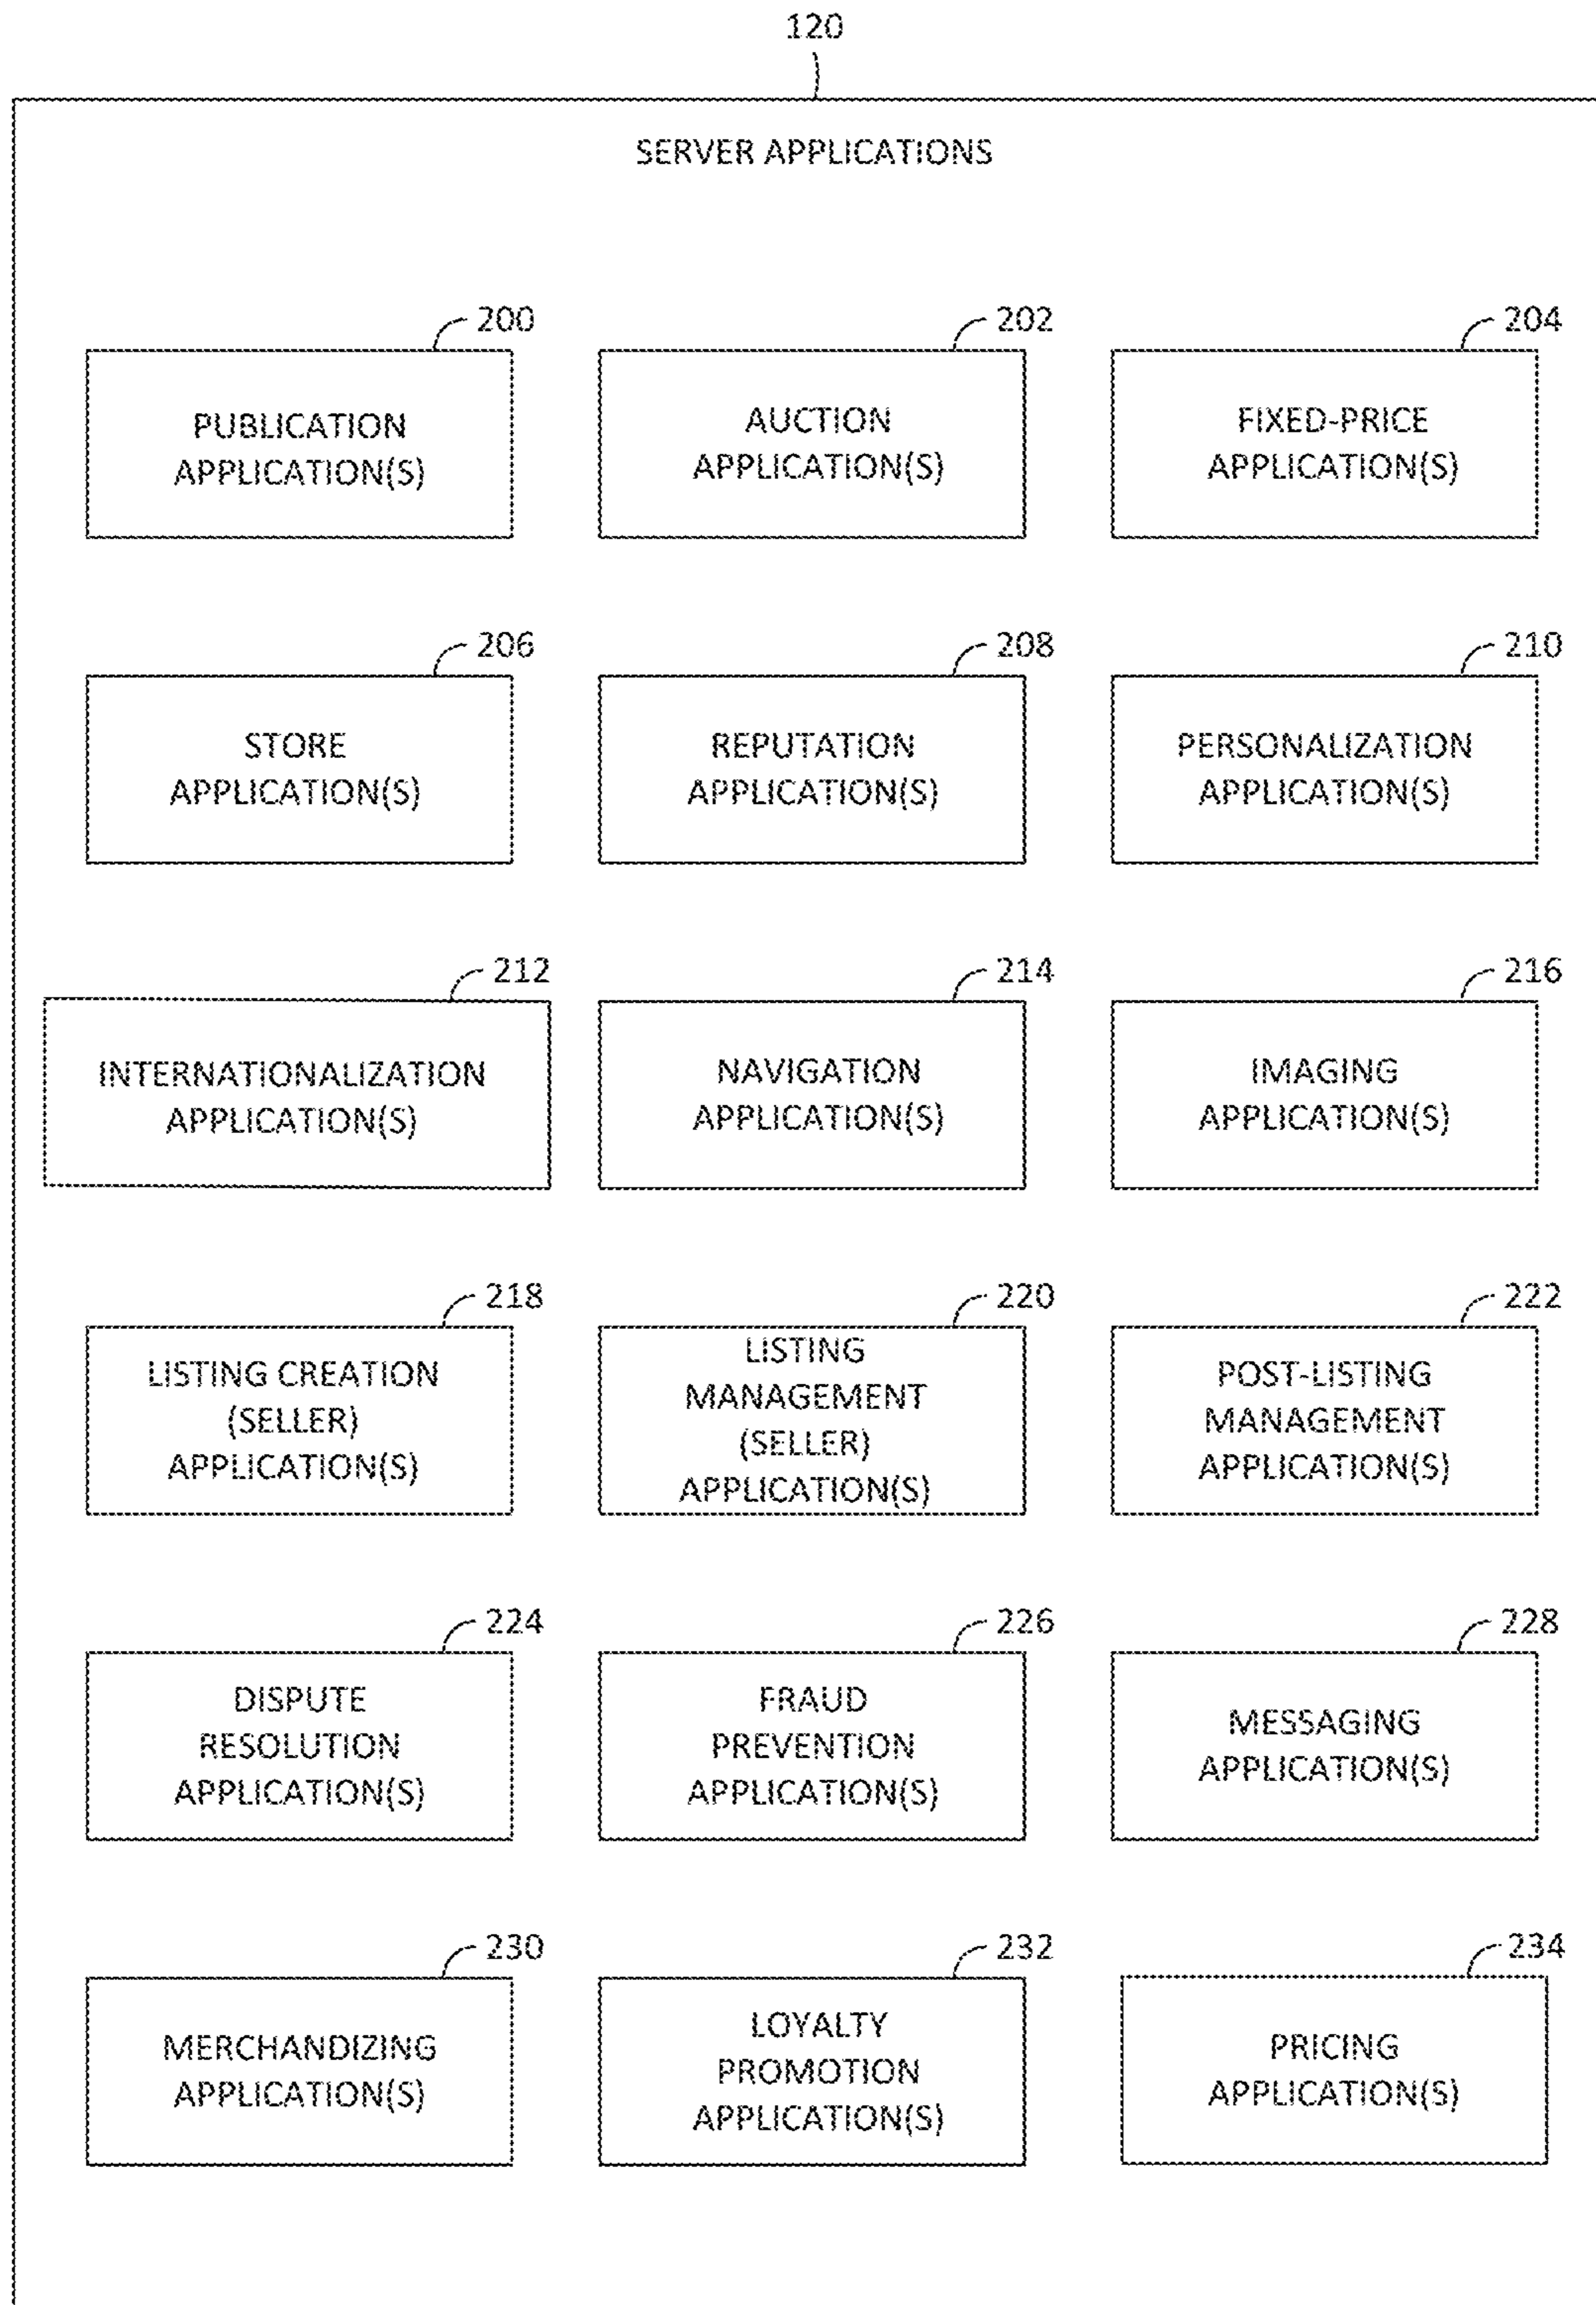 120
SERVER APPLICATIONS
200
PUBLICATION
APPLICATION(S)
202
AUCTION
APPLICATION(S)
204
FIXED-PRICE
APPLICATION(S)
206
STORE
APPLICATION(S)
208
REPUTATION
APPLICATION(S)
210
PERSONALIZATION
APPLICATION(S)
212
INTERNATIONALIZATION
APPLICATION(S)
214
NAVIGATION
APPLICATION(S)
216
IMAGING
APPLICATION(S)
218
LISTING CREATION
(SELLER)
APPLICATION(S)
220
LISTING
MANAGEMENT
(SELLER)
APPLICATION(S)
222
POST-LISTING
MANAGEMENT
APPLICATION(S)
224
DISPUTE
RESOLUTION
APPLICATION(S)
226
FRAUD
PREVENTION
APPLICATION(S)
228
MESSAGING
APPLICATION(S)
230
MERCHANDIZING
APPLICATION(S)
232
LOYALTY
PROMOTION
APPLICATION(S)
234
PRICING
APPLICATION(S)